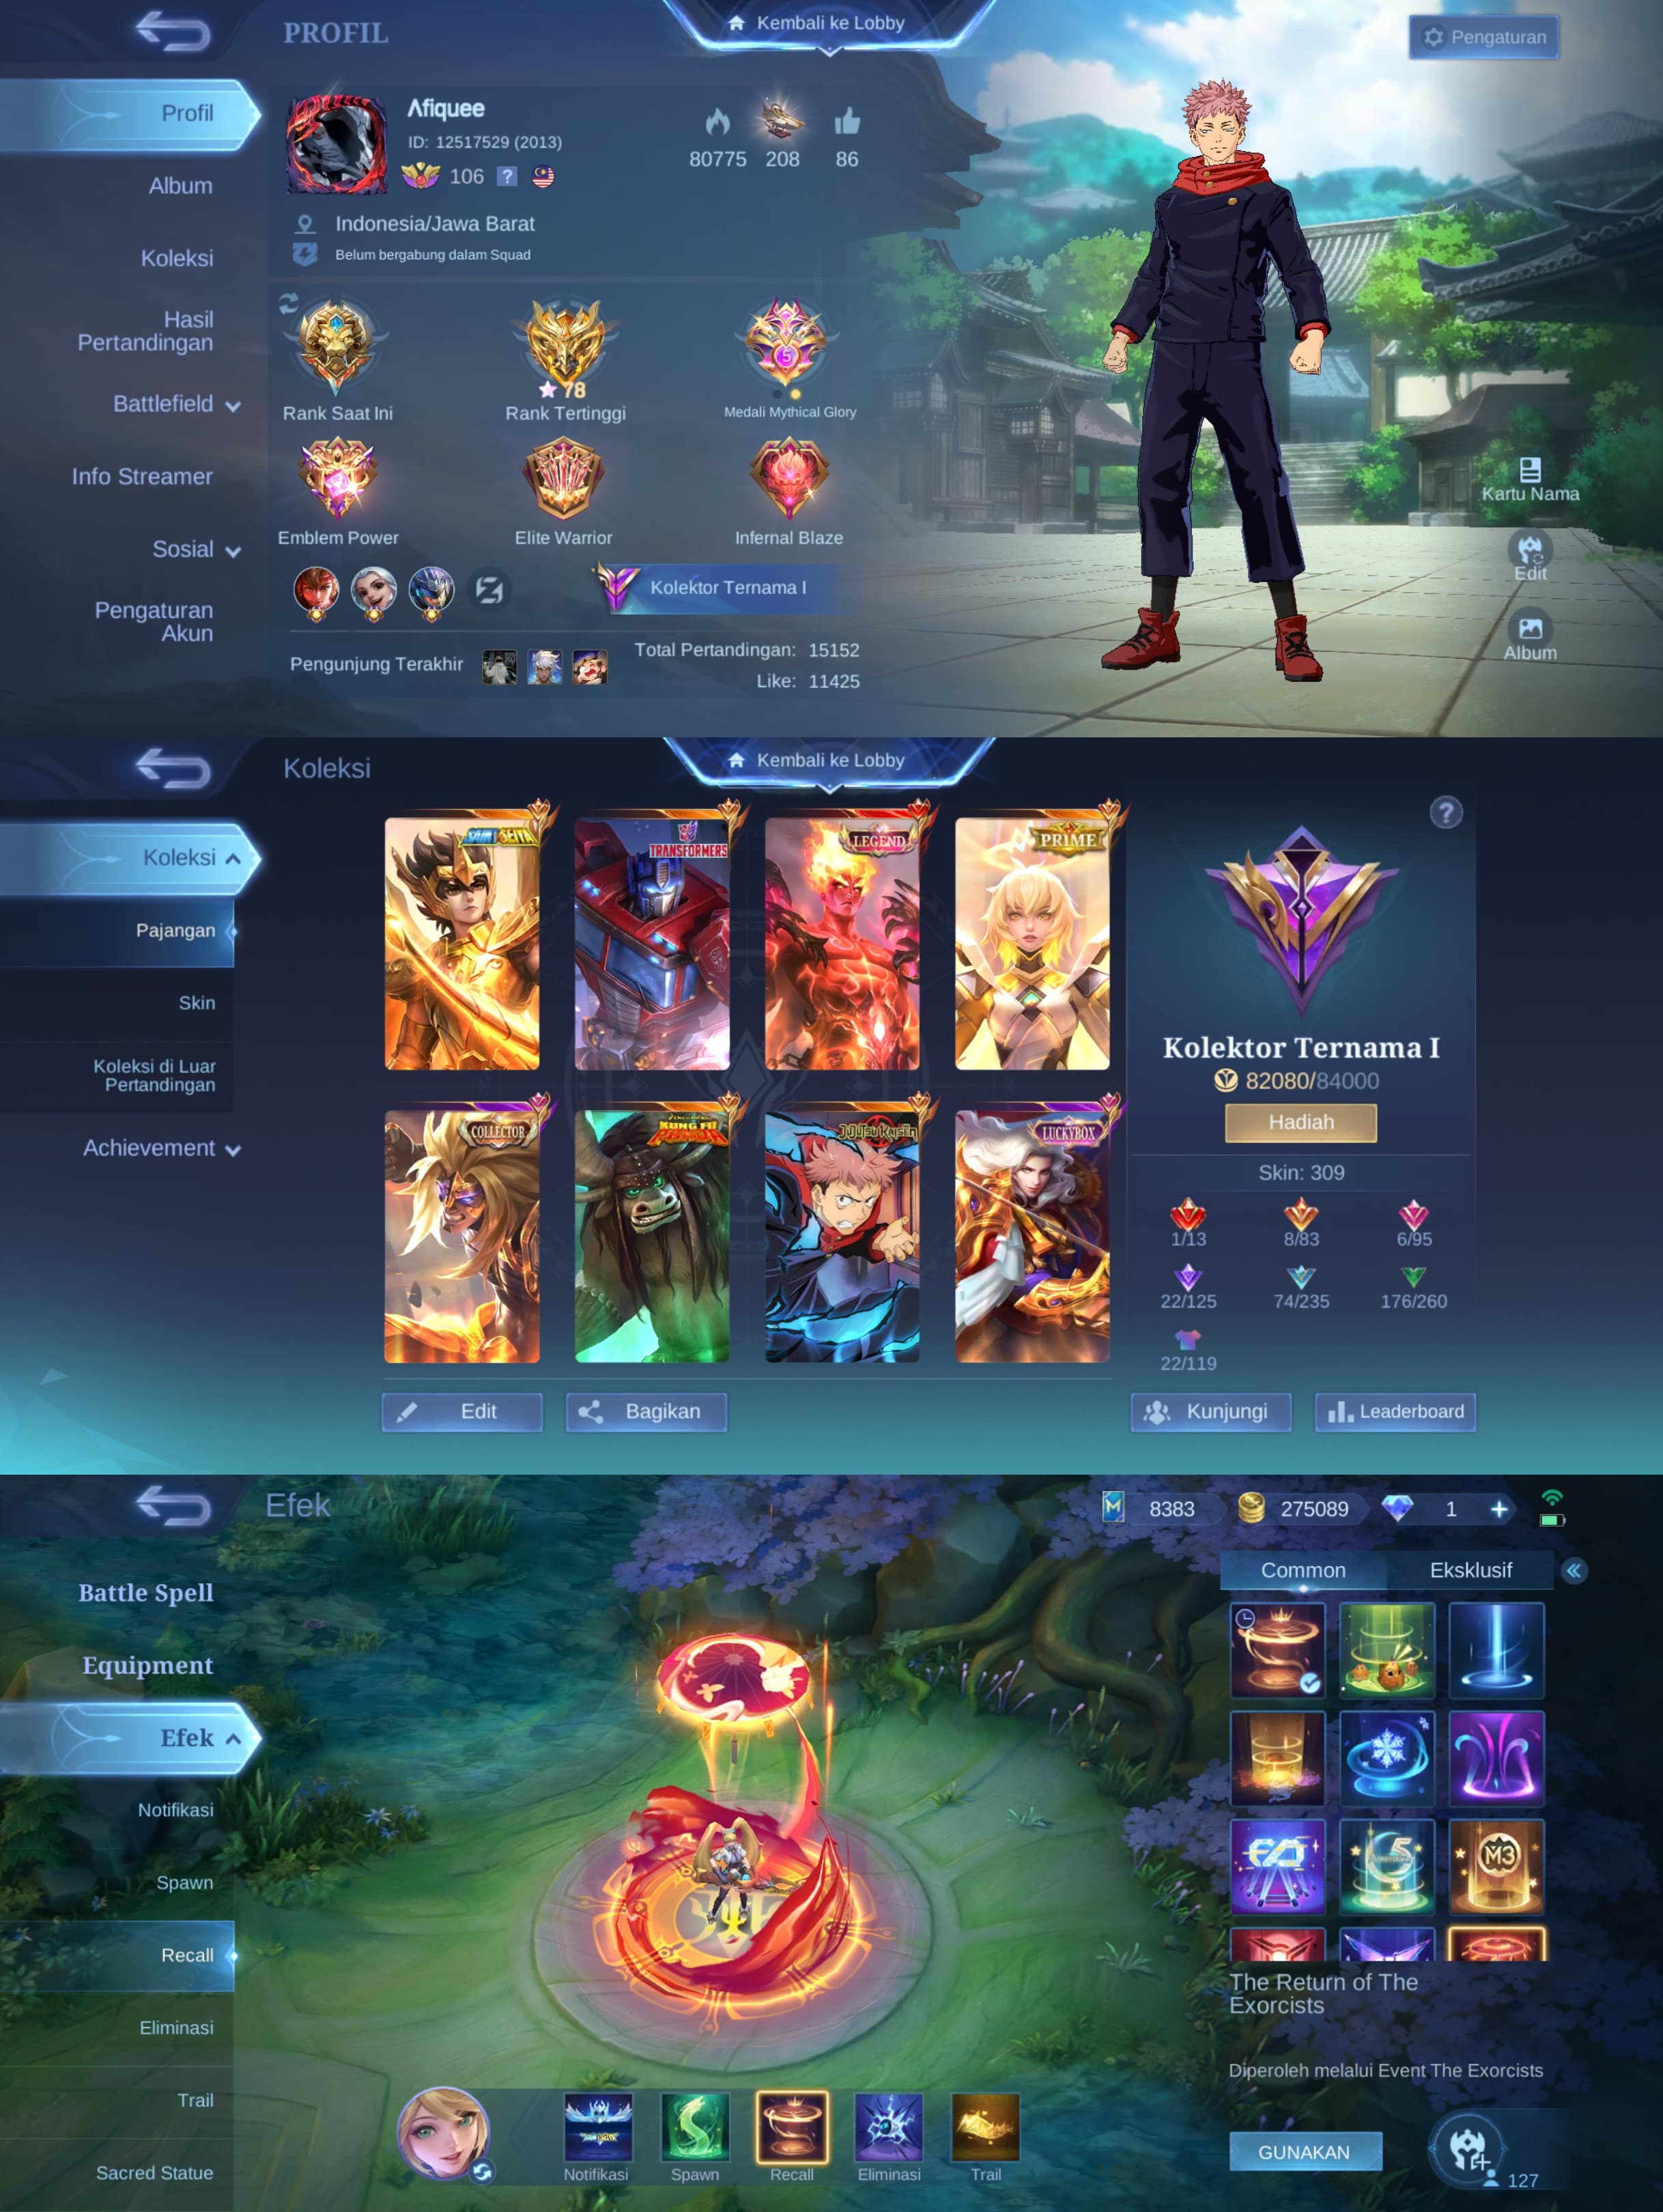 PROFIL
Kembali ke Lobby
Pengaturan
Profil
Album
Koleksi
Hasil
Pertandingan
Battlefield
Info Streamer
Sosial
Pengaturan
Akun
Afiquee
ID: 12517529 (2013)
106
?
80775
208
86
Indonesia/Jawa Barat
Belum bergabung dalam Squad
Rank Saat Ini
78
Rank Tertinggi
5
Medali Mythical Glory
Emblem Power
Elite Warrior
Infernal Blaze
Kolektor Ternama I
Pengunjung Terakhir
Total Pertandingan: 15152
Like: 11425
Kartu Nama
Edit
Album
Koleksi
Kembali ke Lobby
Koleksi
Pajangan
Skin
Koleksi di Luar
Pertandingan
Achievement
SAINT SEIYA
TRANSFORMERS
LEGEND
PRIME
COLLECTOR
KUNG FU
PANDA
JUJUTSU KAISEN
LUCKYBOX
?
Kolektor Ternama I
82080/84000
Hadiah
Skin: 309
1/13
8/83
6/95
22/125
74/235
176/260
22/119
Edit
Bagikan
Kunjungi
Leaderboard
Efek
M
8383
275089
1
+
Battle Spell
Equipment
Efek
Notifikasi
Spawn
Recall
Eliminasi
Trail
Sacred Statue
Common
Eksklusif
5
M3
The Return of The
Exorcists
Diperoleh melalui Event The Exorcists
GUNAKAN
127
Notifikasi
Spawn
Recall
Eliminasi
Trail